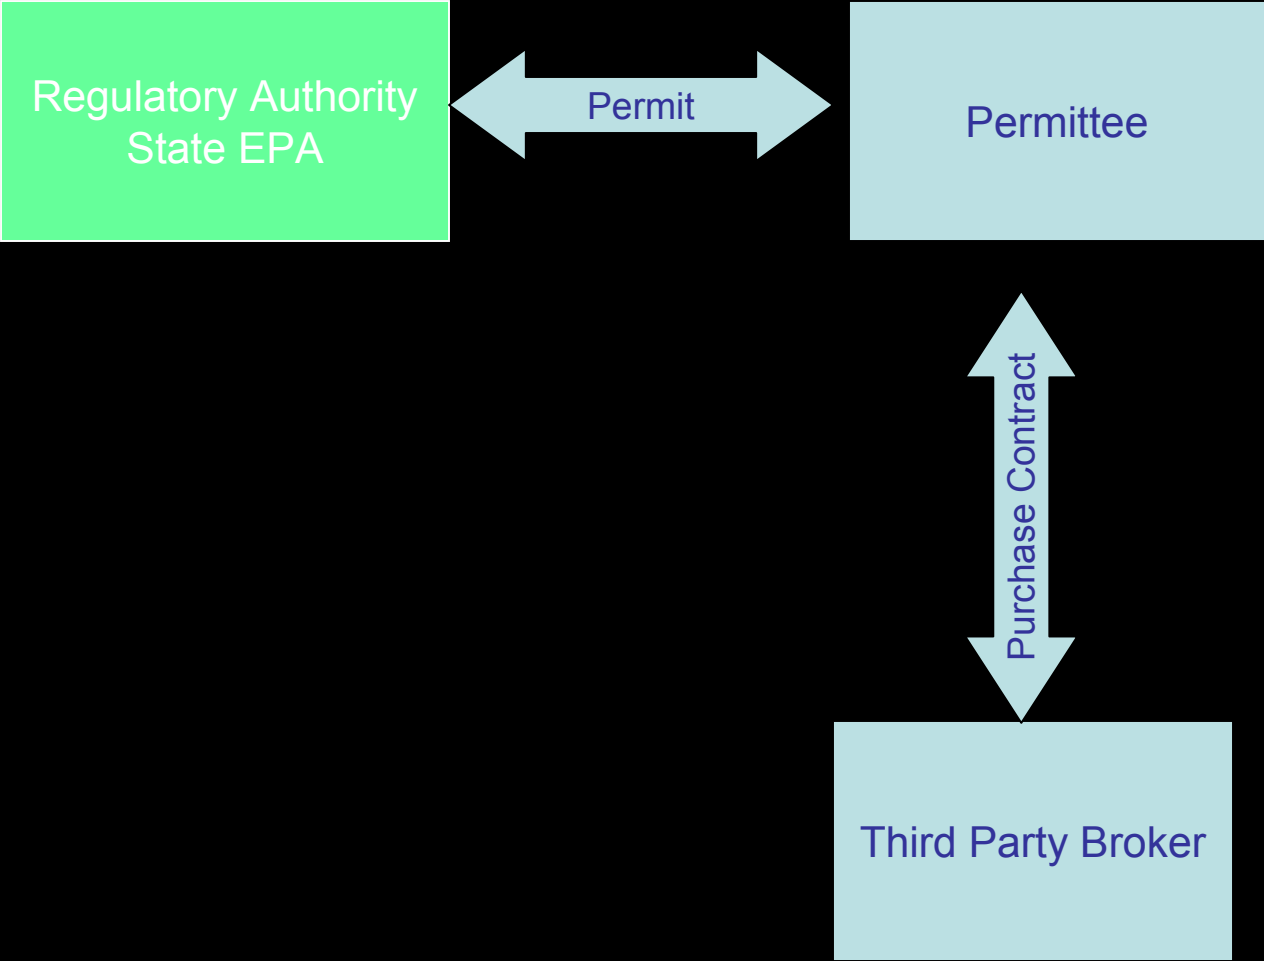 Regulatory Authority
State EPA
Permit
Permittee
Purchase Contract
Third Party Broker